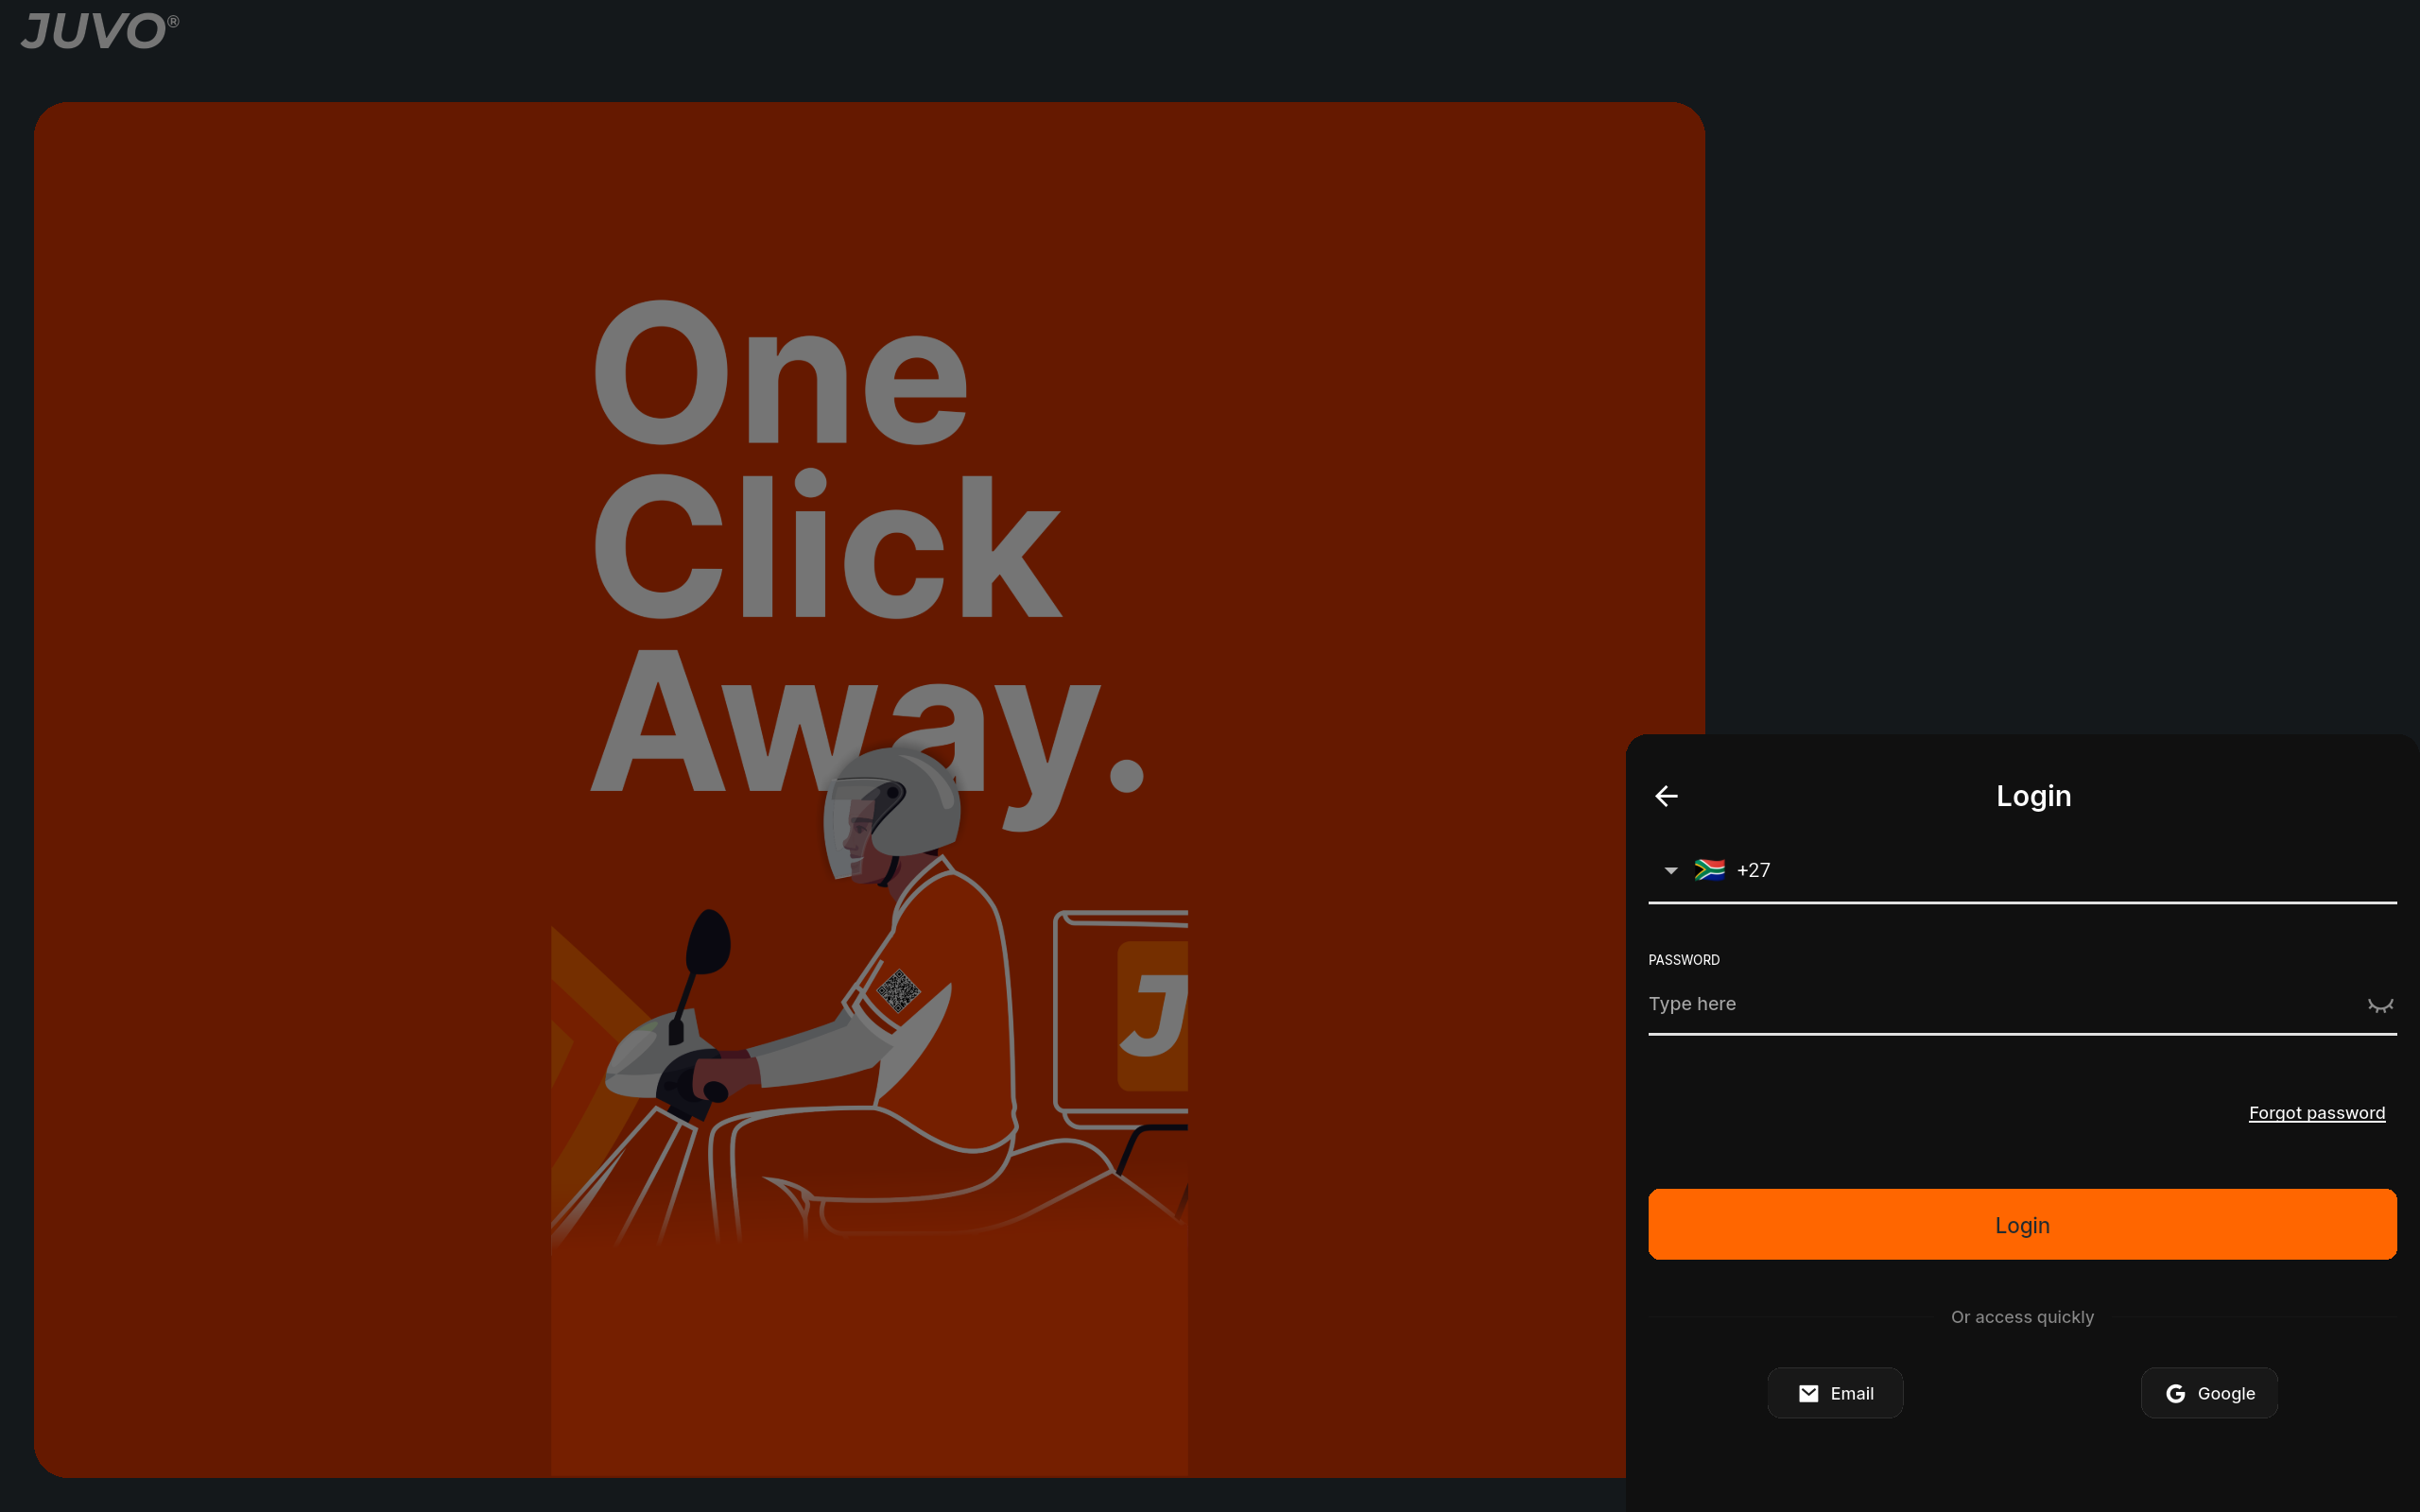 JUVO®
One
Click
Away.
J
Login
+27
PASSWORD
Type here
Forgot password
Login
Or access quickly
Email
Google